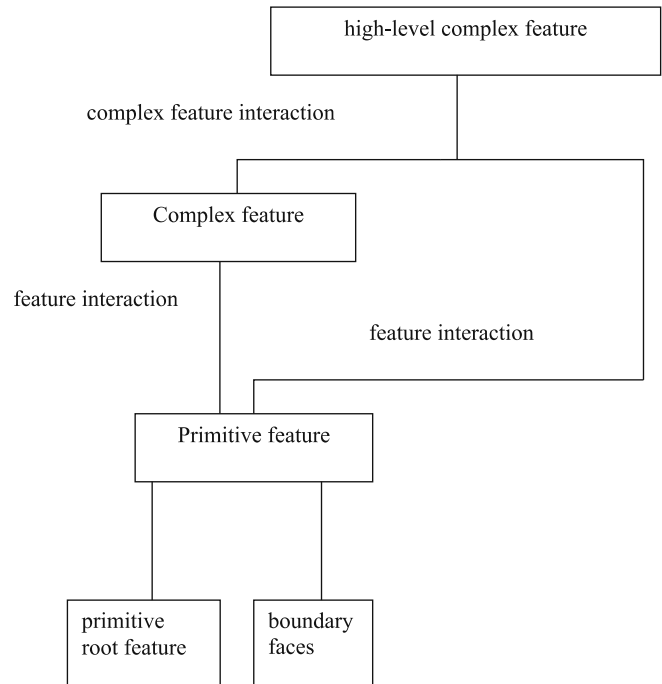 high-level complex feature
complex feature interaction
Complex feature
feature interaction
feature interaction
Primitive feature
primitive
root feature
boundary
faces